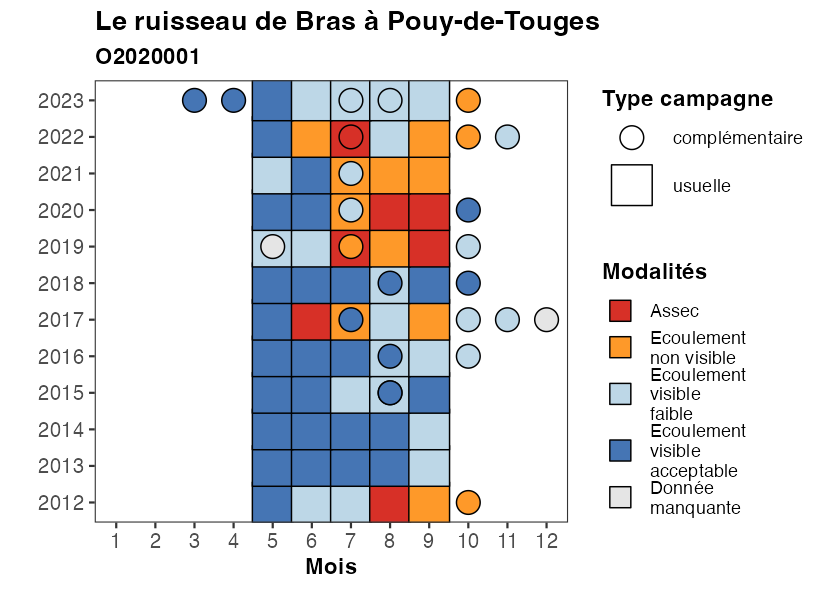 Le ruisseau de Bras à Pouy-de-Touges
O2020001
2023
2022
2021
2020
2019
2018
2017
2016
2015
2014
2013
2012
1 2 3 4 5 6 7 8 9 10 11 12
Mois
Type campagne
complémentaire
usuelle
Modalités
Assec
Ecoulement
non visible
Ecoulement
visible
faible
Ecoulement
visible
acceptable
Donnée
manquante